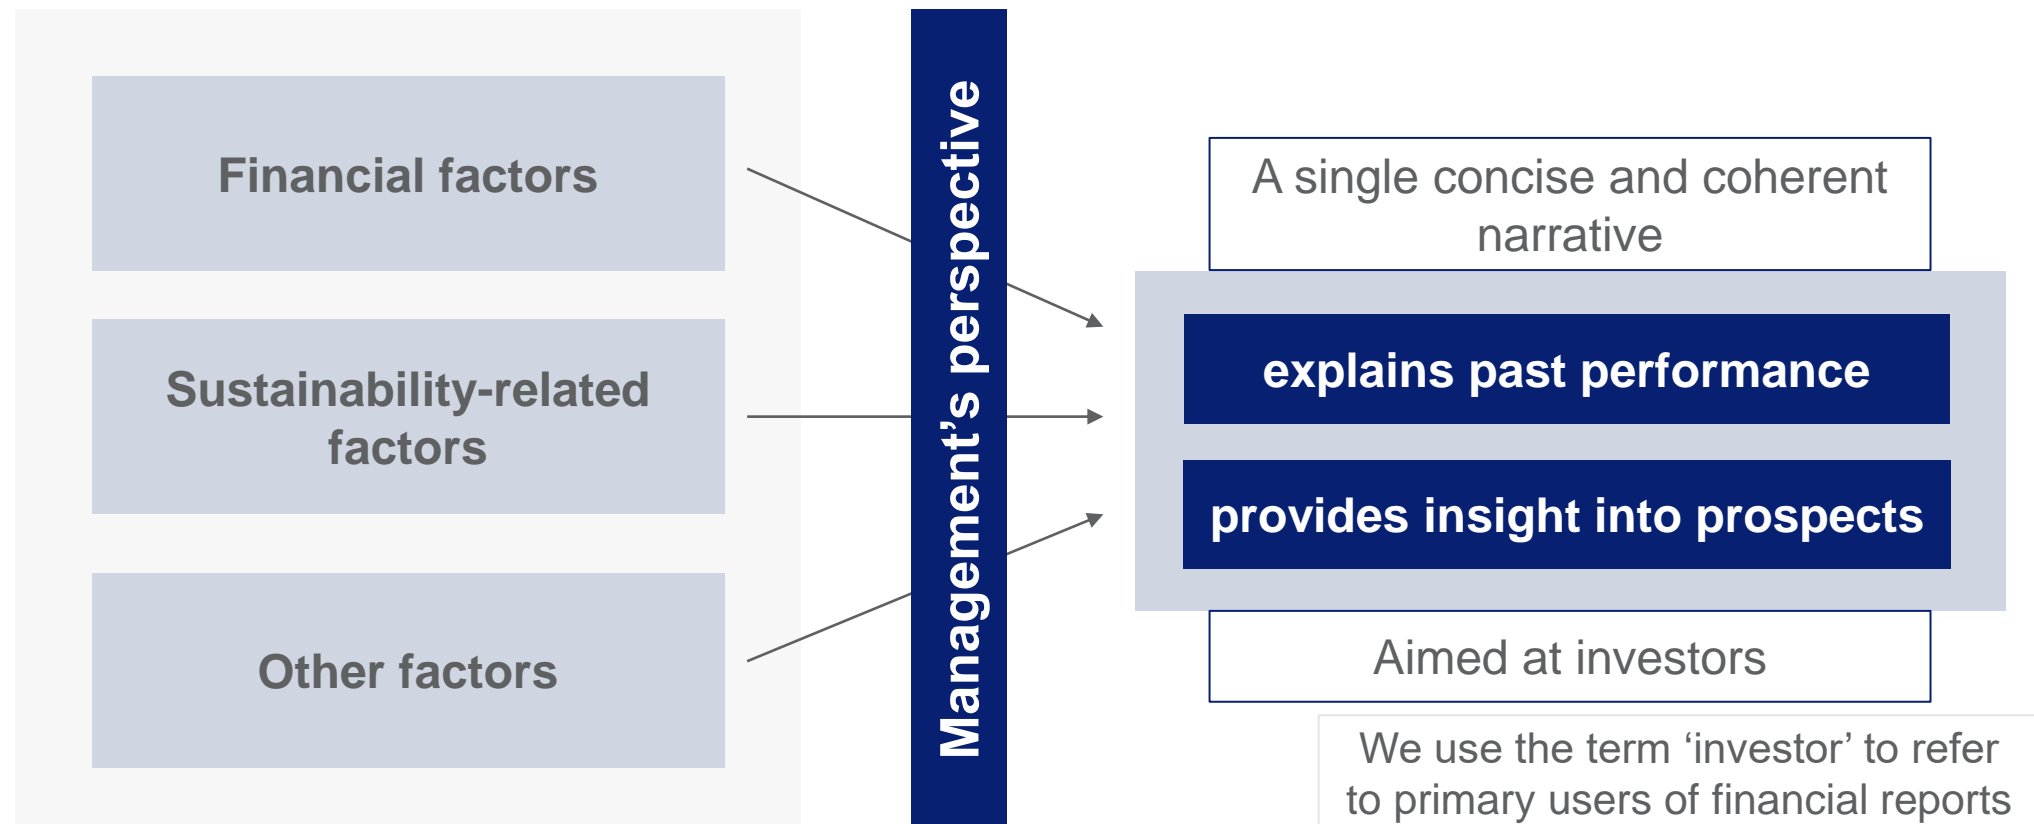 Financial factors
Sustainability-related
factors
Other factors
Management’s perspective
A single concise and coherent
narrative
explains past performance
provides insight into prospects
Aimed at investors
We use the term ‘investor’ to refer
to primary users of financial reports